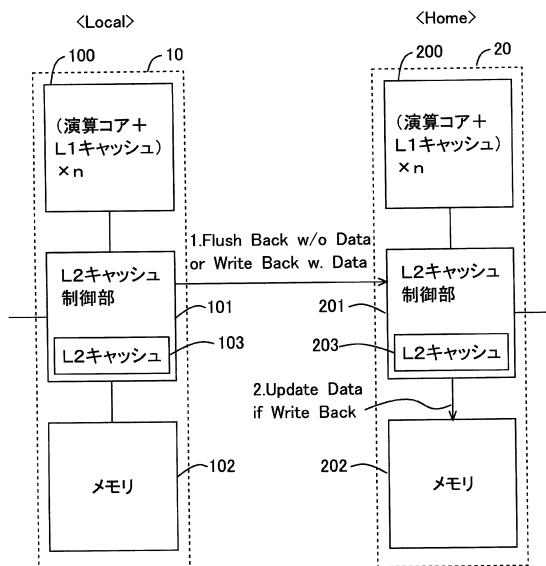 <Local>
<Home>
100
10
200
20
(演算コア+
L1キャッシュ)
×n
(演算コア+
L1キャッシュ)
×n
1.Flush Back w/o Data
or Write Back w. Data
L2キャッシュ
制御部
101
L2キャッシュ
103
201
L2キャッシュ
制御部
203
L2キャッシュ
2.Update Data
if Write Back
メモリ
102
202
メモリ